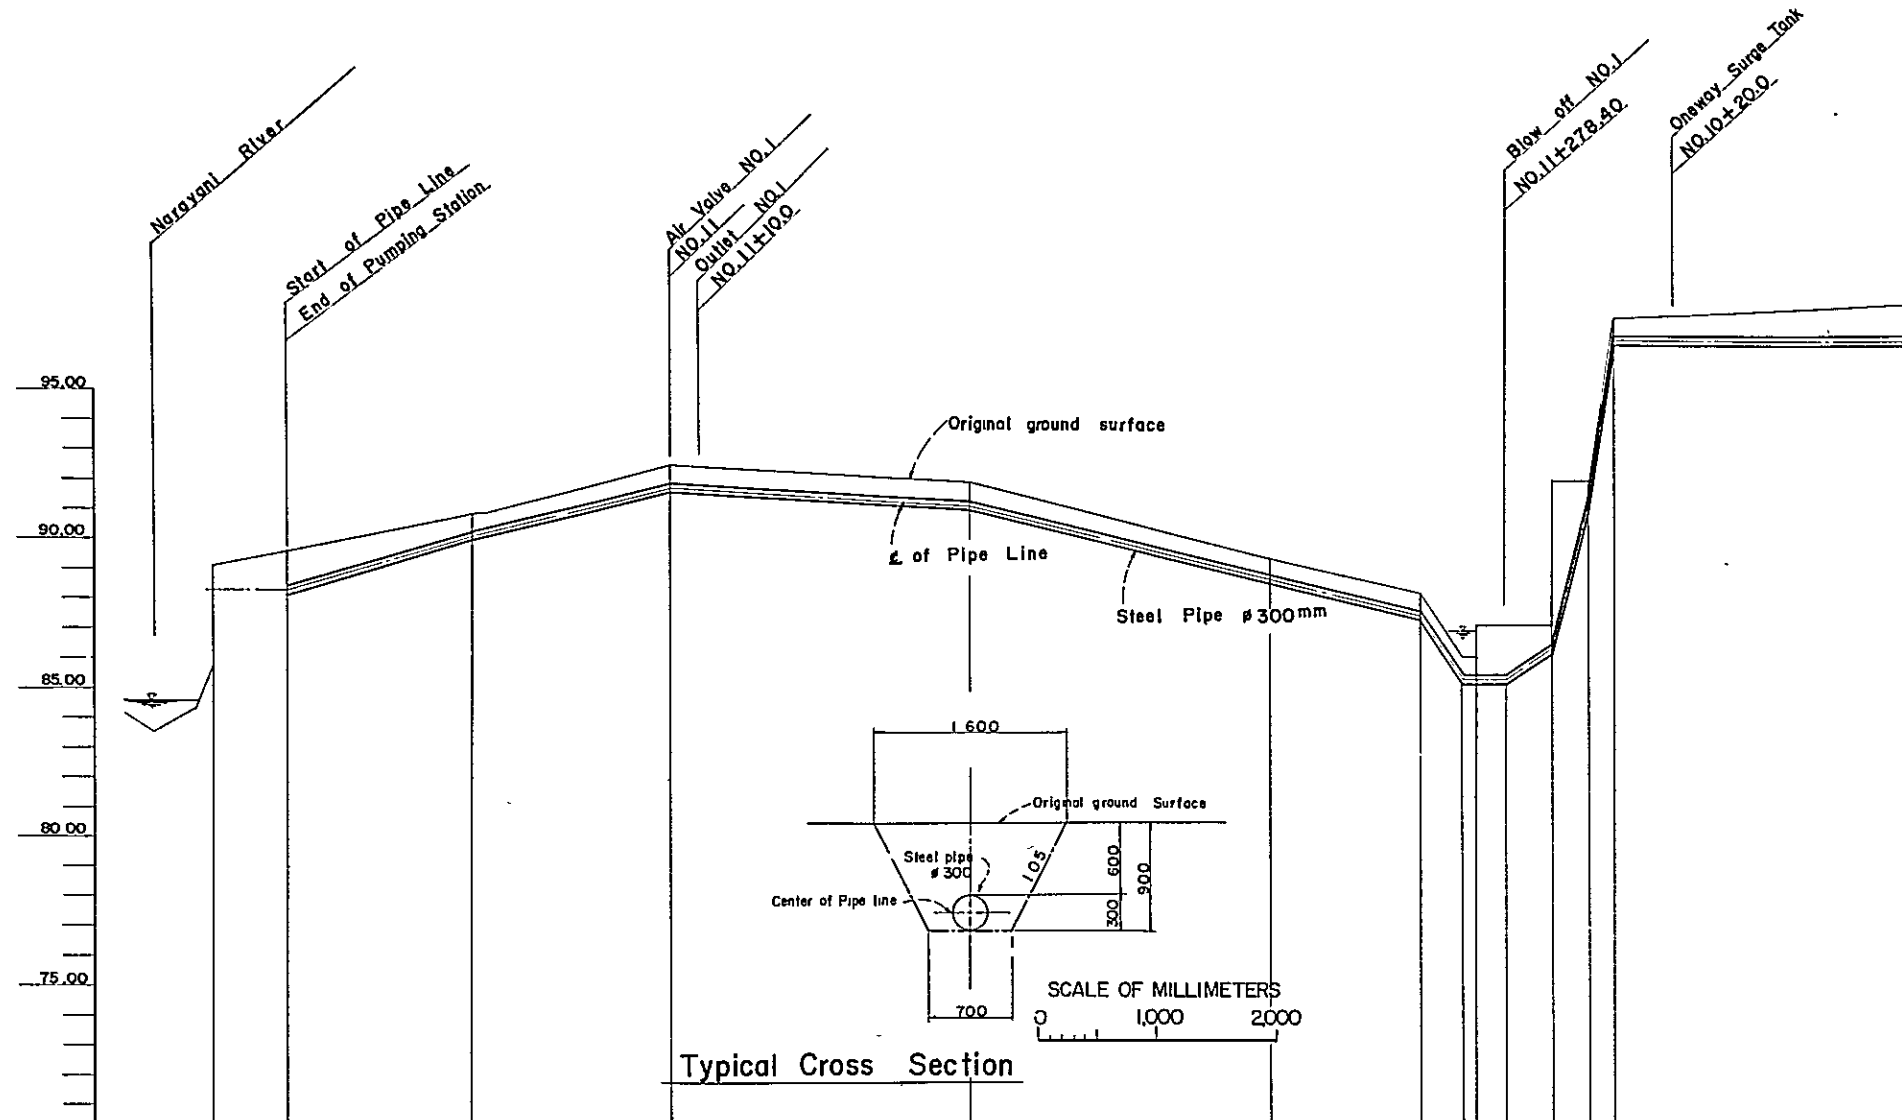 Narayani River
Start of Pipe Line
End of Pumping Station
Air Valve NO.1
NO.11
Outlet NO.1
NO.11+10.0
Blow off NO.1
NO.11+278.40
Oneway Surge Tank
NO.10+20.0
95.00
90.00
85.00
80 00
75.00
Original ground surface
℄ of Pipe Line
Steel Pipe ø300mm
1 600
Original ground Surface
Steel pipe
ø300
Center of Pipe line
1 05
600
300
900
700
SCALE OF MILLIMETERS
0 1,000 2,000
Typical Cross Section